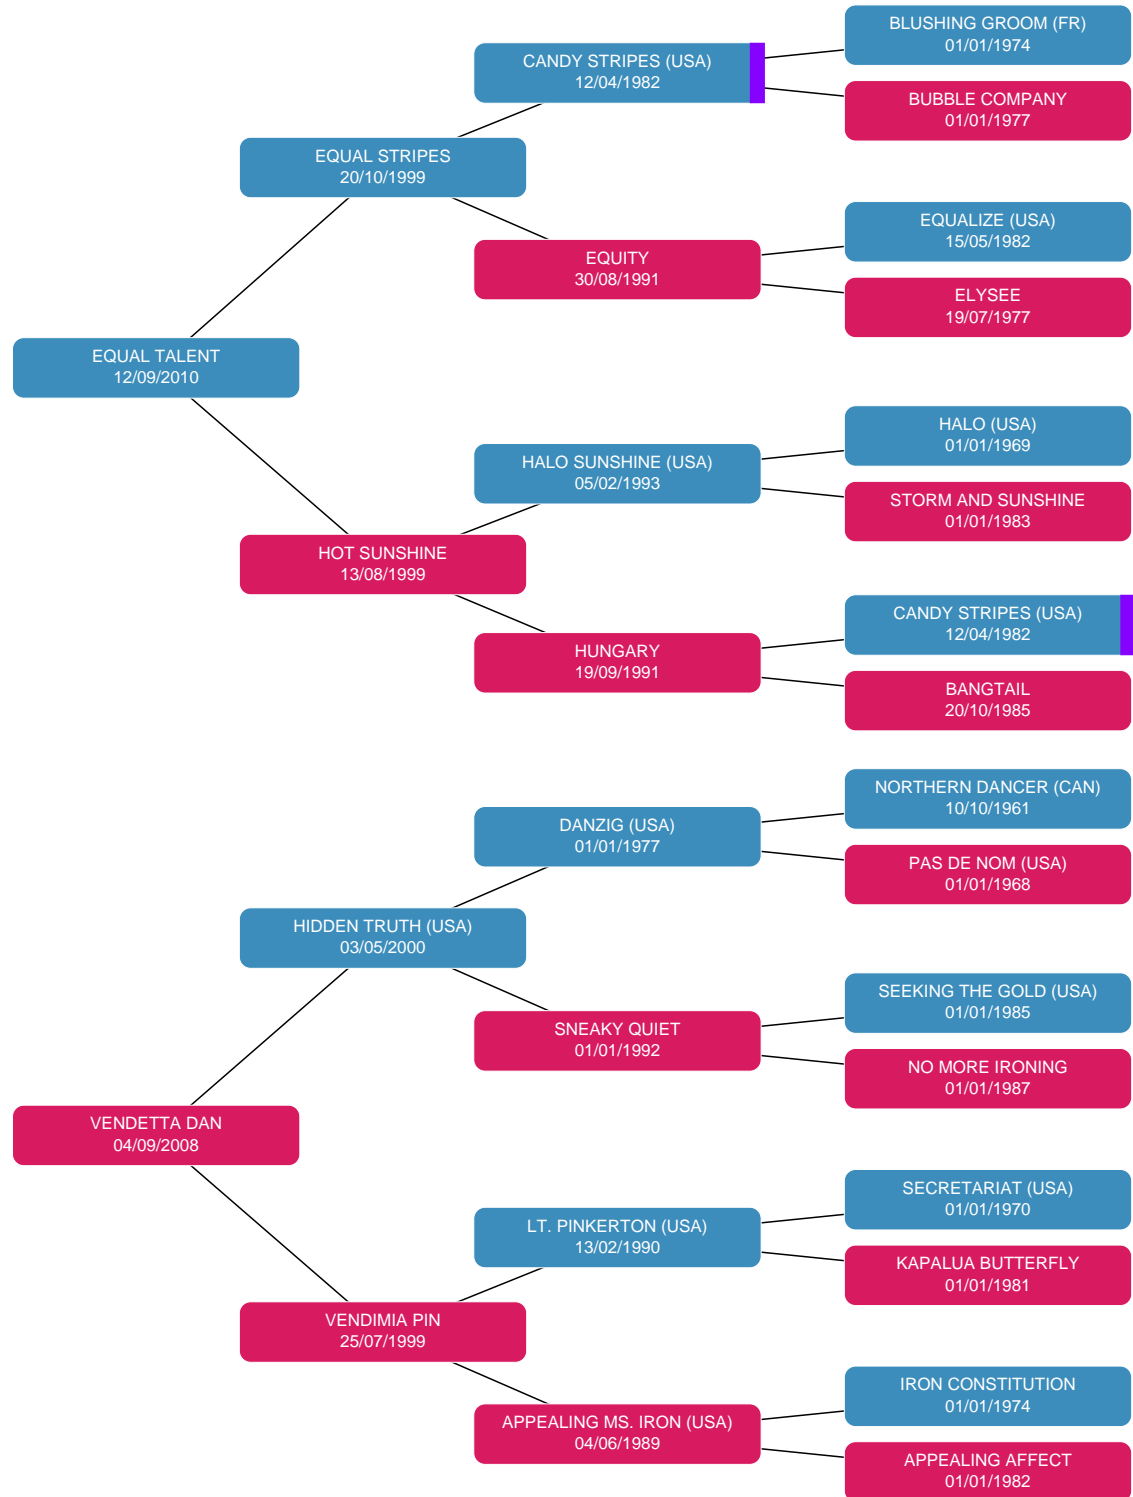 BLUSHING GROOM (FR)
01/01/1974
CANDY STRIPES (USA)
12/04/1982
BUBBLE COMPANY
01/01/1977
EQUAL STRIPES
20/10/1999
EQUALIZE (USA)
15/05/1982
EQUITY
30/08/1991
ELYSEE
19/07/1977
EQUAL TALENT
12/09/2010
HALO (USA)
01/01/1969
HALO SUNSHINE (USA)
05/02/1993
STORM AND SUNSHINE
01/01/1983
HOT SUNSHINE
13/08/1999
CANDY STRIPES (USA)
12/04/1982
HUNGARY
19/09/1991
BANGTAIL
20/10/1985
NORTHERN DANCER (CAN)
10/10/1961
DANZIG (USA)
01/01/1977
PAS DE NOM (USA)
01/01/1968
HIDDEN TRUTH (USA)
03/05/2000
SEEKING THE GOLD (USA)
01/01/1985
SNEAKY QUIET
01/01/1992
NO MORE IRONING
01/01/1987
VENDETTA DAN
04/09/2008
SECRETARIAT (USA)
01/01/1970
LT. PINKERTON (USA)
13/02/1990
KAPALUA BUTTERFLY
01/01/1981
VENDIMIA PIN
25/07/1999
IRON CONSTITUTION
01/01/1974
APPEALING MS. IRON (USA)
04/06/1989
APPEALING AFFECT
01/01/1982